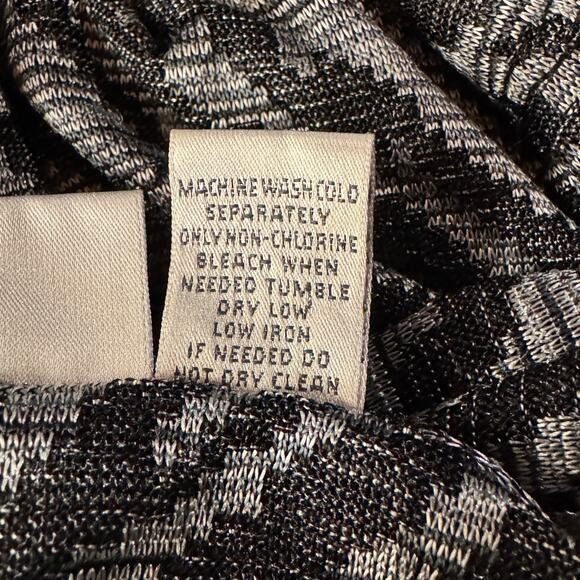 MACHINE WASH COLD
SEPARATELY
ONLY NON-CHLORINE
BLEACH WHEN
NEEDED TUMBLE
DRY LOW
LOW IRON
IF NEEDED DO
NOT DRY CLEAN